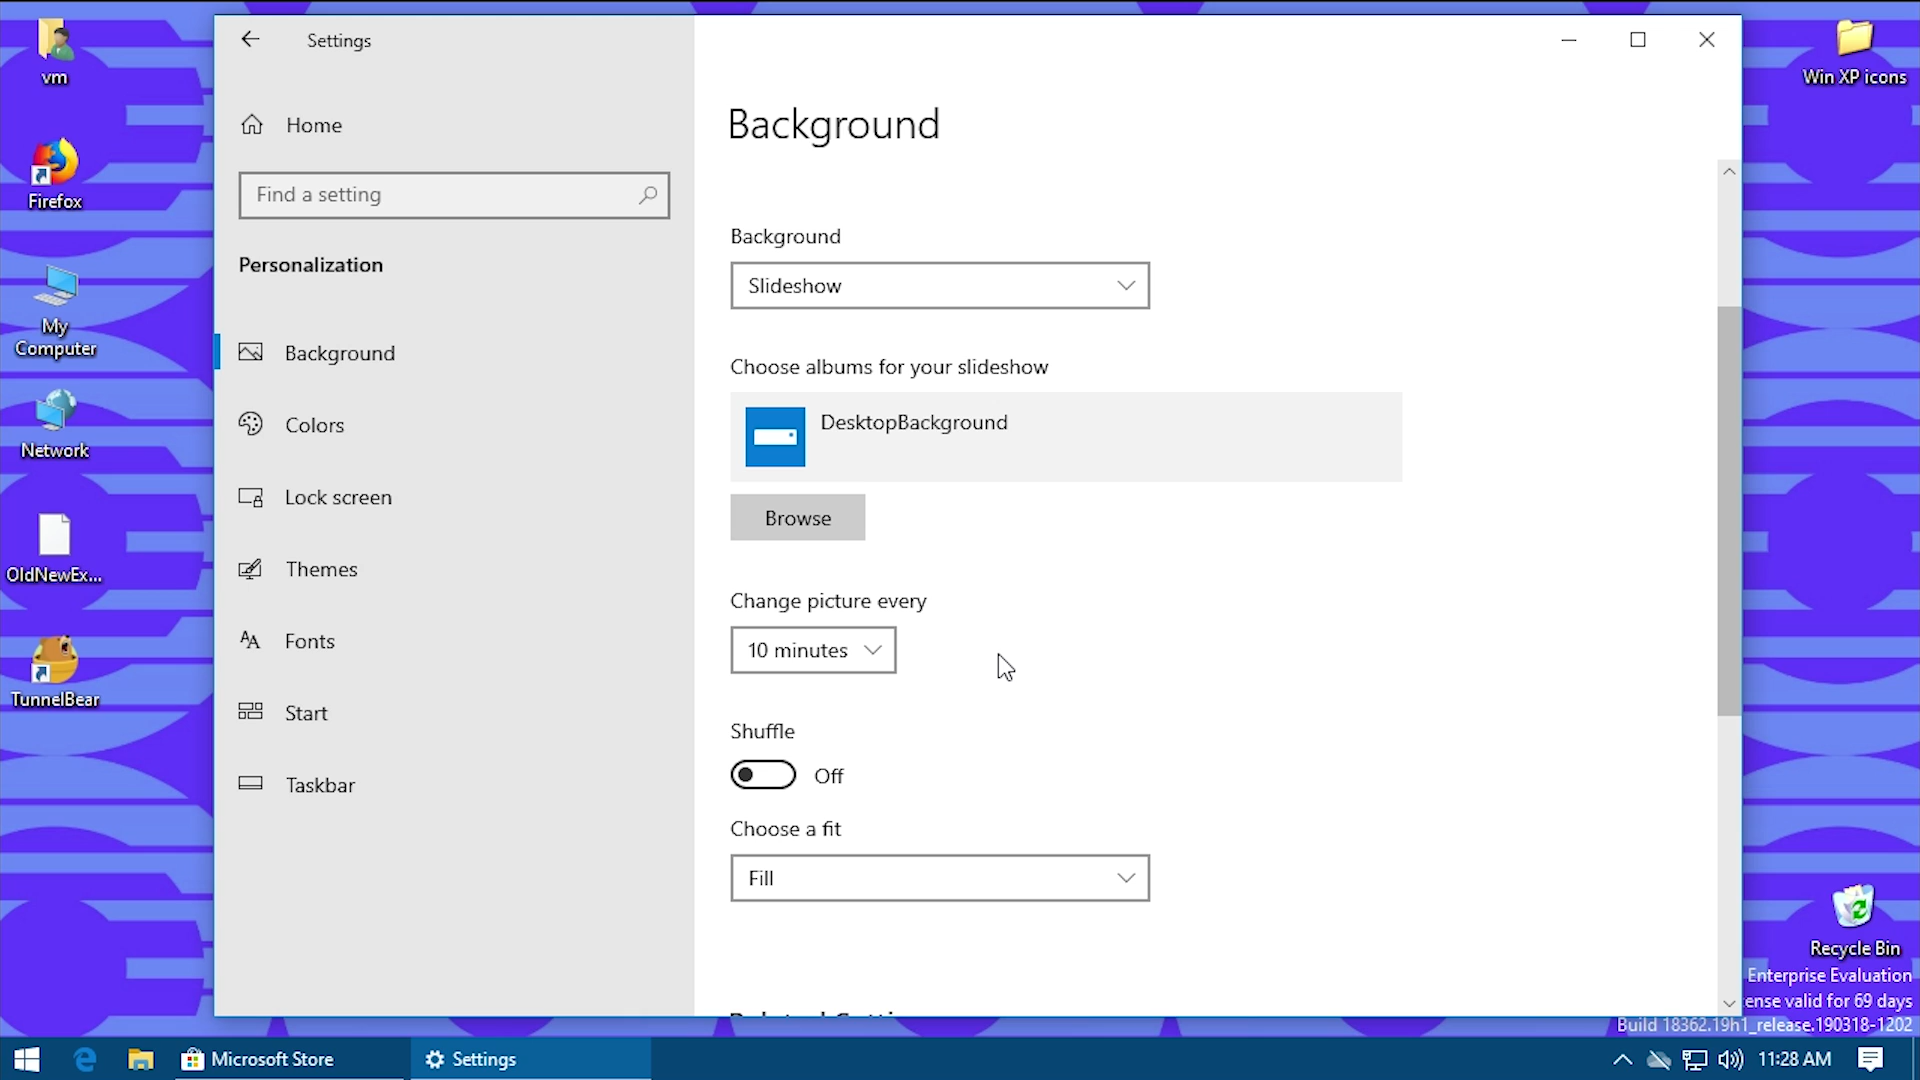 vm
Firefox
My
Computer
Network
OldNewEx...
TunnelBear
Settings
Home
Find a setting
Personalization
Background
Colors
Lock screen
Themes
Fonts
Start
Taskbar
Background
Background
Slideshow
Choose albums for your slideshow
DesktopBackground
Browse
Change picture every
10 minutes
Shuffle
Off
Choose a fit
Fill
Win XP icons
Recycle Bin
Enterprise Evaluation
ense valid for 69 days
Build 18362.19h1_release.190318-1202
Microsoft Store
Settings
11:28 AM